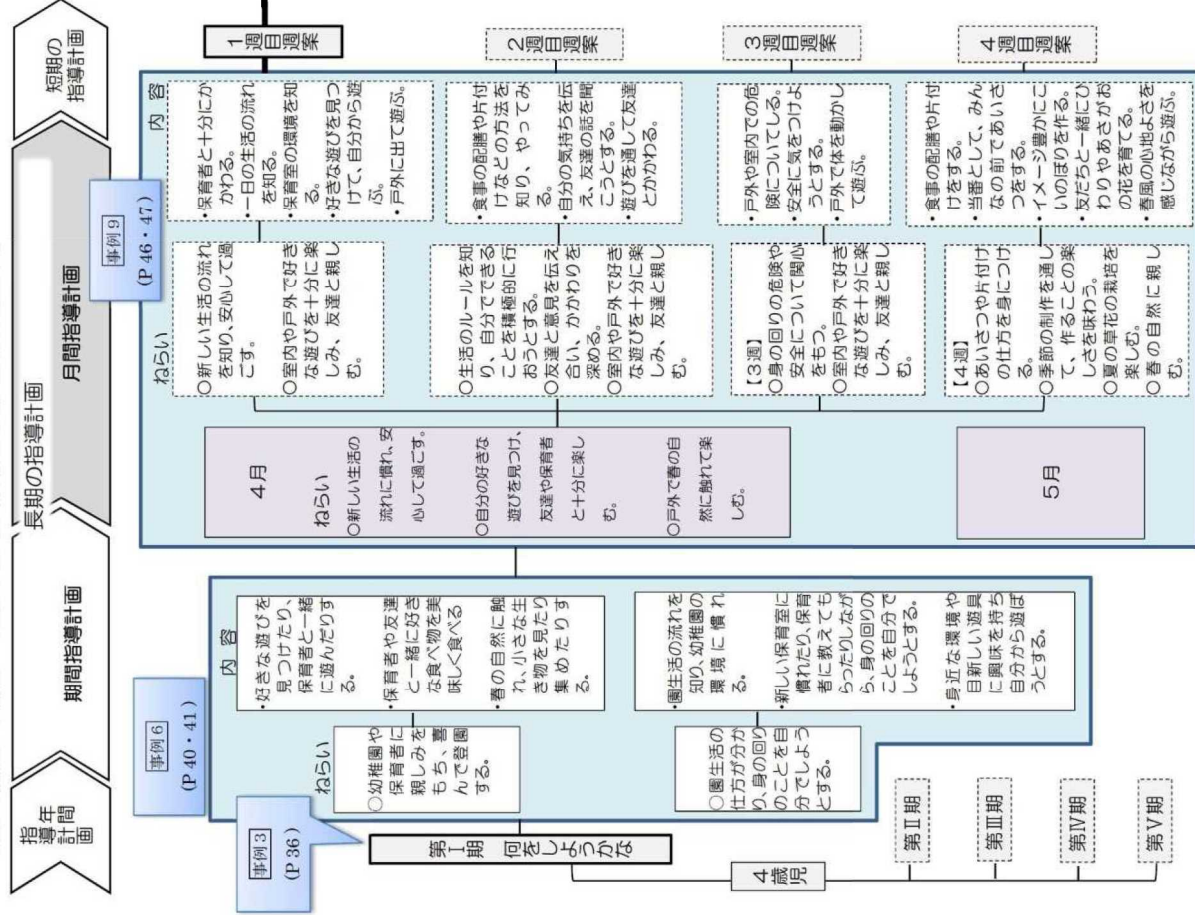 長期の指導計画
年間
指導
計画
期間指導計画
月間指導計画
短期の
指導計画
事例3
(P 36)
事例6
(P 40・41)
事例9
(P 46・47)
4歳児
第Ⅰ期 何をしようかな
第Ⅱ期
第Ⅲ期
第Ⅳ期
第Ⅴ期
ねらい
○幼稚園や
保育者に
親しみを
もち、喜
んで登園
する。
○園生活の
仕方が分か
り、身の回り
のことを自
分でしよう
とする。
内 容
・好きな遊びを
見つけたり、
保育者と一緒
に遊んだりす
る。
・保育者や友達
と一緒に好き
な食べ物を美
味しく食べる
・春の自然に触
れ、小さな生
き物を見たり
集めたりす
る。
・園生活の流れを
知り、幼稚園の
環境に慣れ
る。
・新しい保育室に
慣れたり、保育
者に教えても
らったりしなが
ら、身の回りの
ことを自分で
しようとする。
・身近な環境や
目新しい遊具
に興味を持ち
自分から遊ぼ
うとする。
4月
ねらい
○新しい生活の
流れに慣れ、安
心して過ごす。
○自分の好きな
遊びを見つけ、
友達や保育者
と十分に楽し
む。
○戸外で春の自
然に触れて楽
しむ。
5月
ねらい
○新しい生活の流れ
を知り、安心して過
ごす。
○室内や戸外で好き
な遊びを十分に楽
しみ、友達と親し
む。
○生活のルールを知
り、自分でできる
ことを積極的に行
おうとする。
○友達と意見を伝え
合い、かかわりを
深める。
○室内や戸外で好き
な遊びを十分に楽
しみ、友達と親し
む。
【3週】
○身の回りの危険や
安全について関心
をもつ。
○室内や戸外で好き
な遊びを十分に楽
しみ、友達と親し
む。
【4週】
○あいさつや片付け
の仕方を身につけ
る。
○季節の制作を通し
て、作ることの楽
しさを味わう。
○夏の草花の栽培を
楽しむ。
○春の自然に親し
む。
内 容
・保育者と十分にか
かわる。
・一日の生活の流れ
を知る。
・保育室の環境を知
る。
・好きな遊びを見つ
けて、自分から遊
ぶ。
・戸外に出て遊ぶ。
・食事の配膳や片付
けなどの方法を
知り、やってみ
る。
・自分の気持ちを伝
え、友達の話を聞
こうとする。
・遊びを通して友達
とかかわる。
・戸外や室内での危
険についてしる。
・安全に気をつけよ
うとする。
・戸外で体を動かし
て遊ぶ。
・食事の配膳や片付
けをする。
・当番として、みん
なの前であいさ
つをする。
・イメージ豊かにこ
いのぼりを作る。
・友だちと一緒にひ
まわりやあさがお
の花を育てる。
・春風の心地よさを
感じながら遊ぶ。
1週目週案
2週目週案
3週目週案
4週目週案